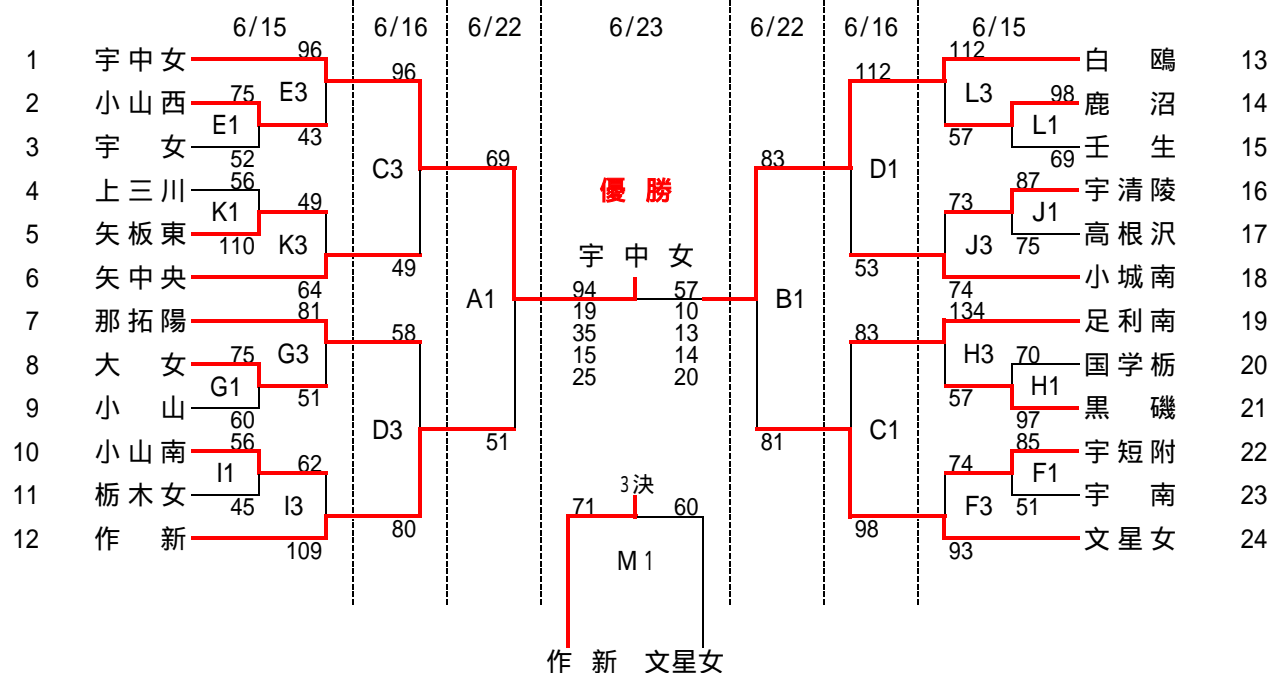 6/15 6/16 6/22 6/23 6/22 6/16 6/15
96 112
1 宇中女 96 112 白 鴎 13
E3 L3
2 小山西 75 98 鹿 沼 14
E1 43 57 L1
3 宇 女 52 69 壬 生 15
C3 69 83 D1
4 上三川 56 優 勝 87 宇清陵 16
K1 49 73 J1
5 矢板東 110 K3 J3 75 高根沢 17
49 宇 中 女 53
6 矢中央 64 74 小城南 18
A1 94 57 B1
19 10
7 那拓陽 81 35 13 134 足利南 19
58 15 14 83
G3 25 20 H3
8 大 女 75 70 国学栃 20
G1 51 57 H1
9 小 山 60 97 黒 磯 21
D3 51 81 C1
10 小山南 56 85 宇短附 22
I1 62 74 F1
11 栃木女 45 I3 3決 F3 51 宇 南 23
80 71 60 98
12 作 新 109 93 文星女 24
M1
作 新 文星女